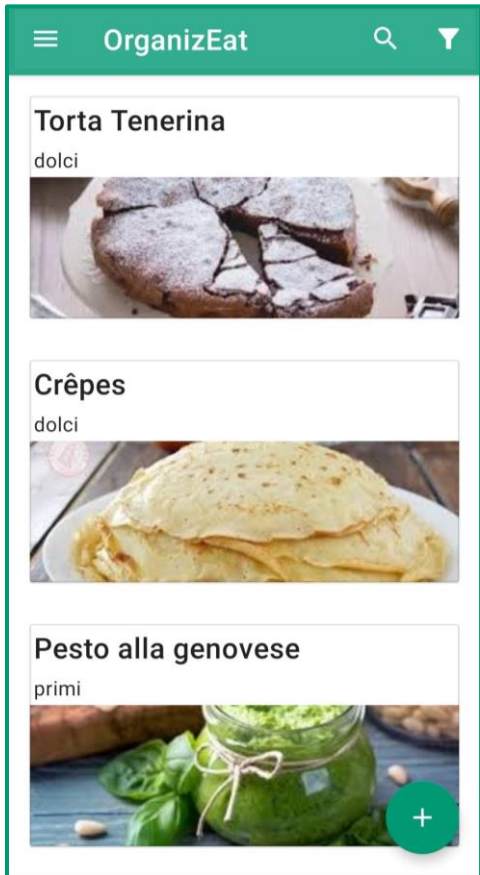 OrganizEat
Torta Tenerina
dolci
Crêpes
dolci
Pesto alla genovese
primi